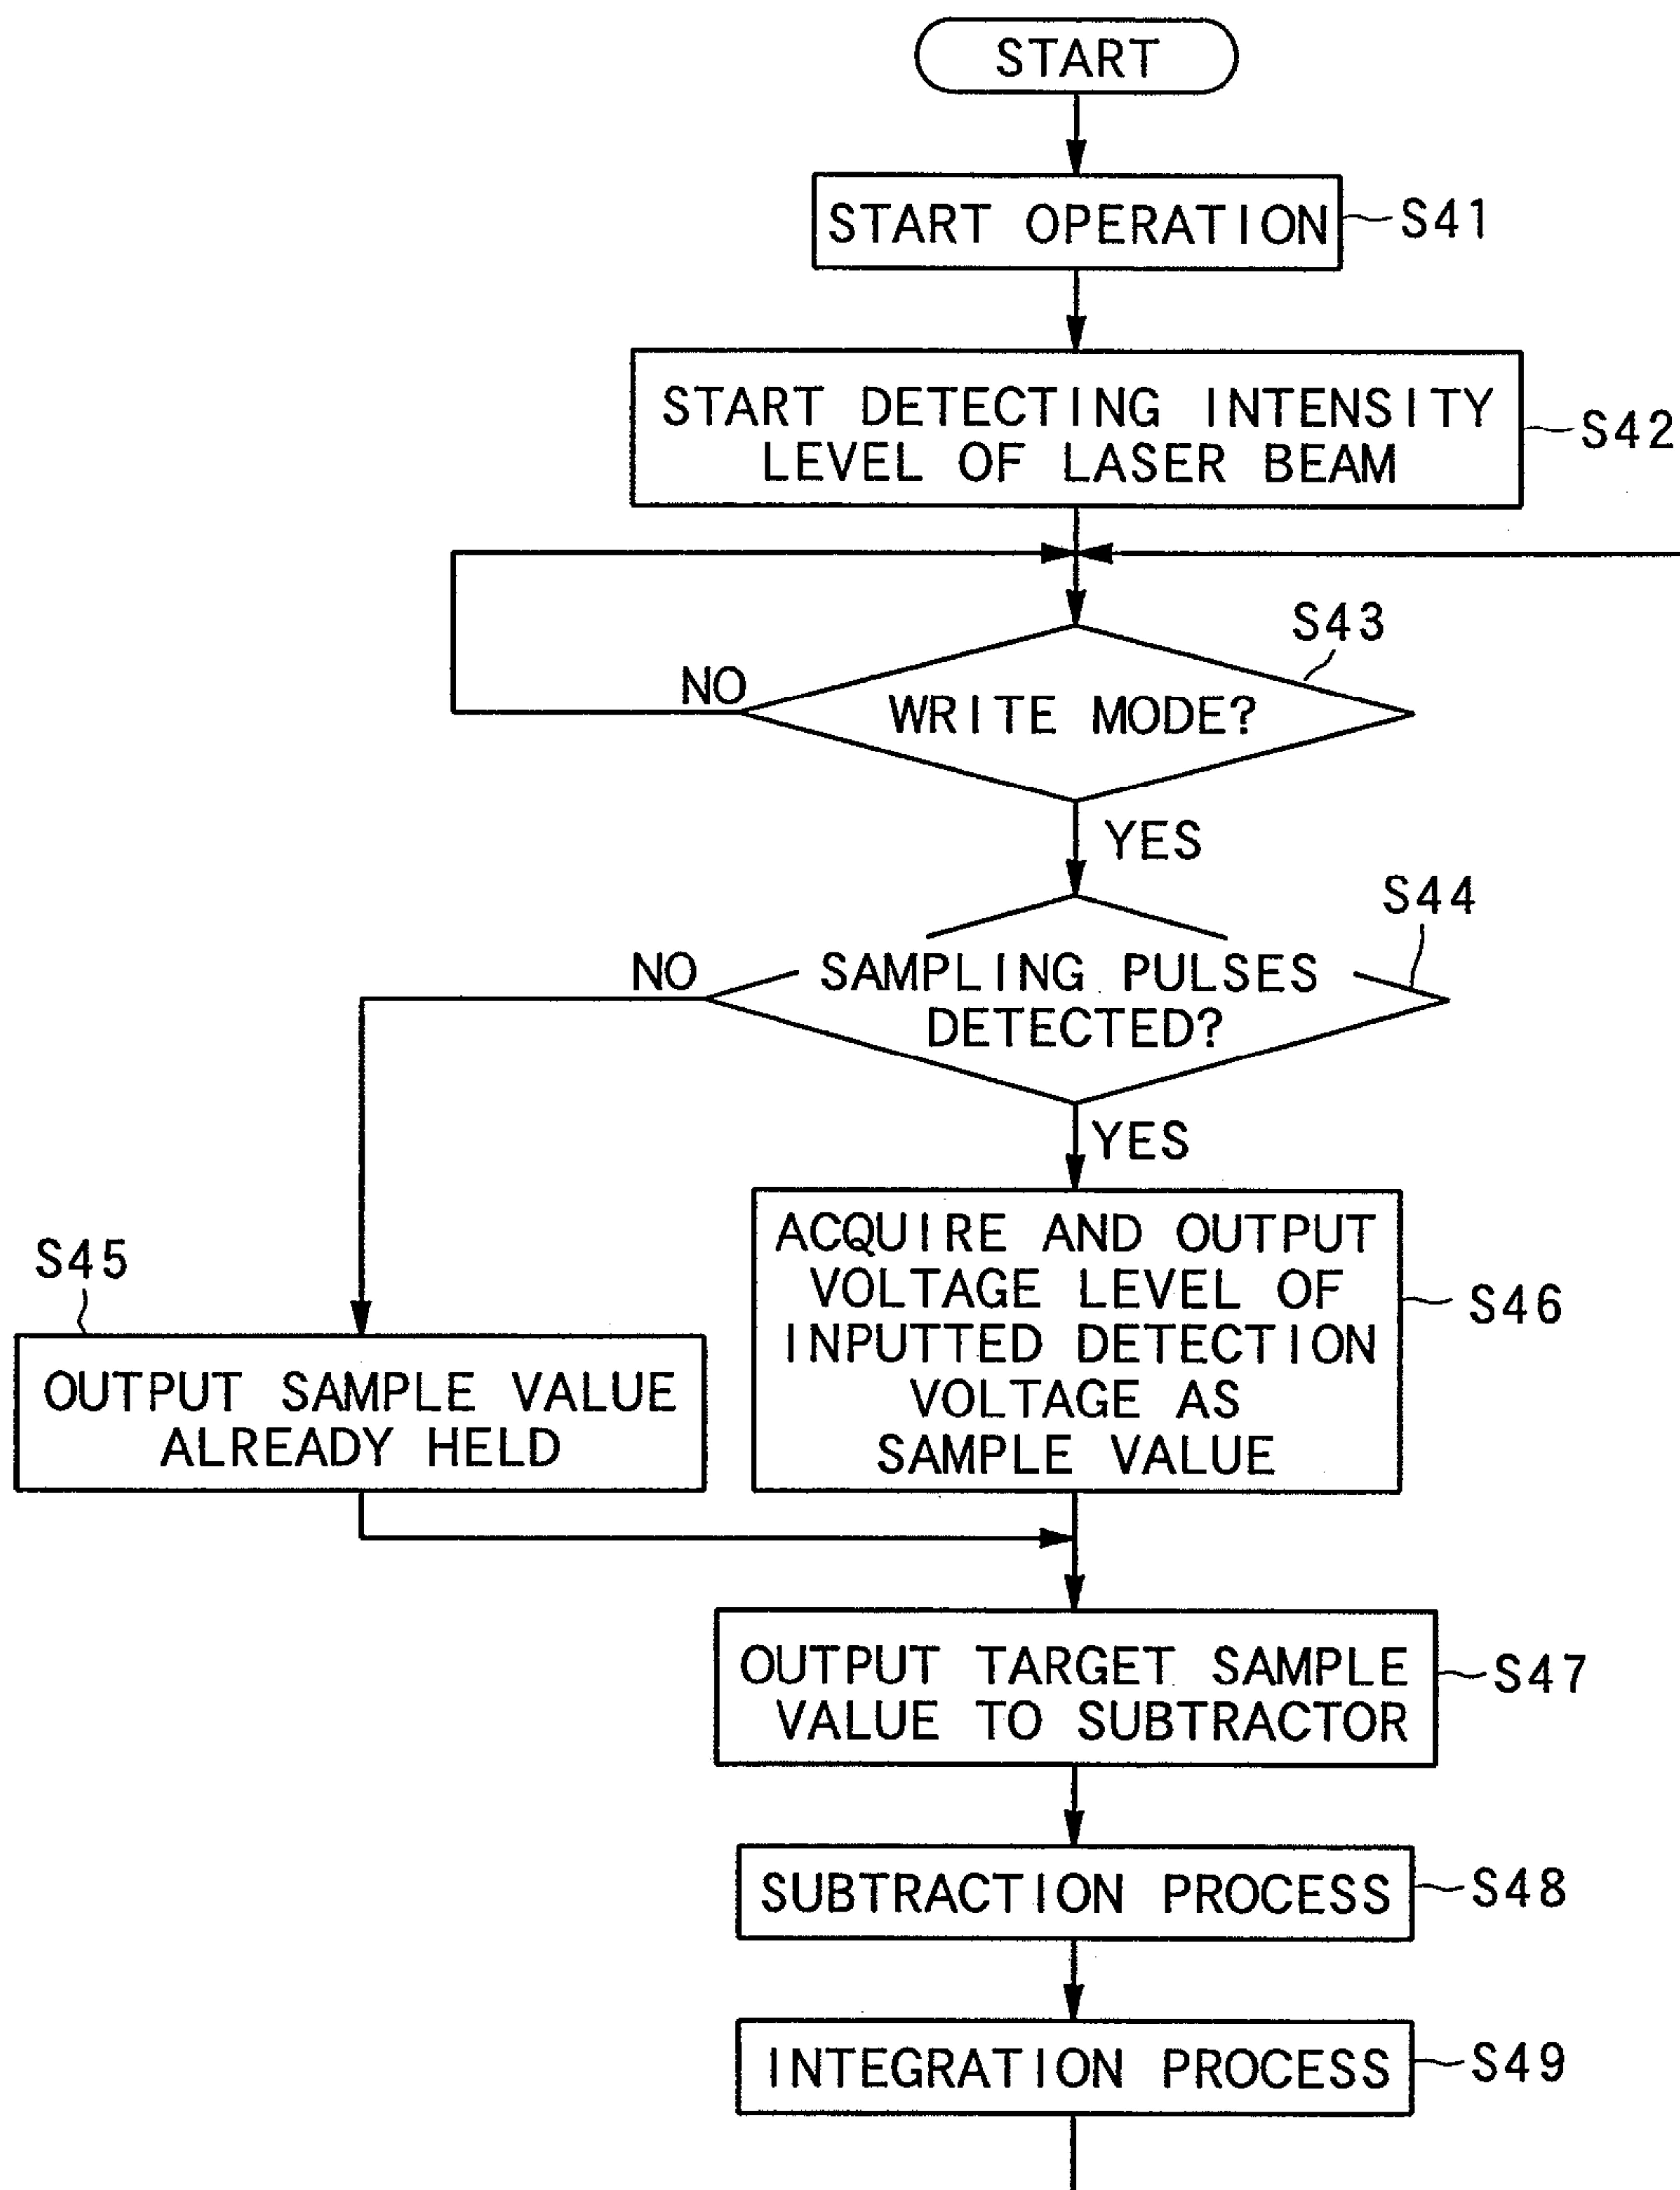 START
START OPERATION
S41
START DETECTING INTENSITY
LEVEL OF LASER BEAM
S42
S43
NO
WRITE MODE?
YES
S44
NO
SAMPLING PULSES
DETECTED?
YES
S45
OUTPUT SAMPLE VALUE
ALREADY HELD
ACQUIRE AND OUTPUT
VOLTAGE LEVEL OF
INPUTTED DETECTION
VOLTAGE AS
SAMPLE VALUE
S46
OUTPUT TARGET SAMPLE
VALUE TO SUBTRACTOR
S47
SUBTRACTION PROCESS
S48
INTEGRATION PROCESS
S49